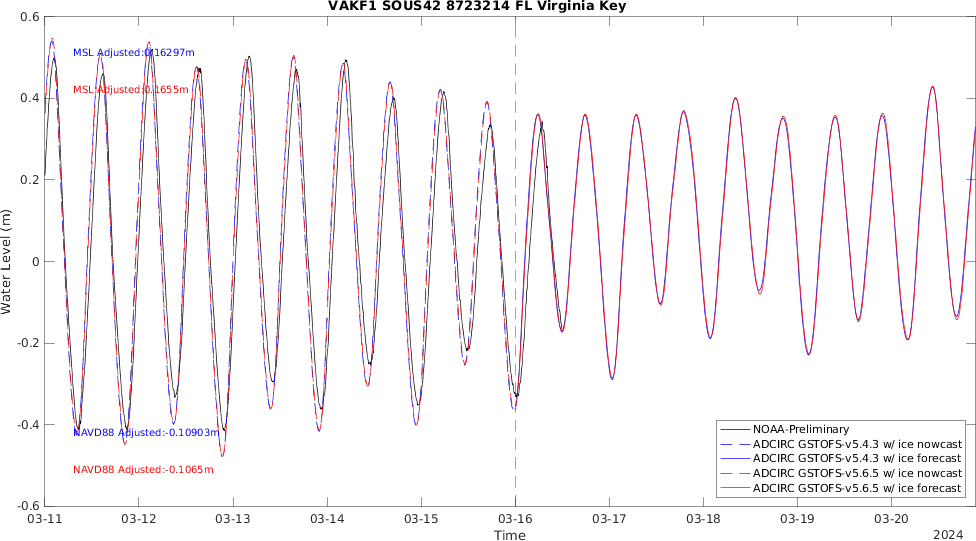 VAKF1 SOUS42 8723214 FL Virginia Key
0.6
MSL Adjusted:0.16297m
MSL Adjusted:0.1655m
0.4
0.2
Water Level (m)
0
-0.2
-0.4
NAVD88 Adjusted:-0.10903m
NAVD88 Adjusted:-0.1065m
-0.6
NOAA-Preliminary
ADCIRC GSTOFS-v5.4.3 w/ ice nowcast
ADCIRC GSTOFS-v5.4.3 w/ ice forecast
ADCIRC GSTOFS-v5.6.5 w/ ice nowcast
ADCIRC GSTOFS-v5.6.5 w/ ice forecast
03-11 03-12 03-13 03-14 03-15 03-16 03-17 03-18 03-19 03-20
Time
2024